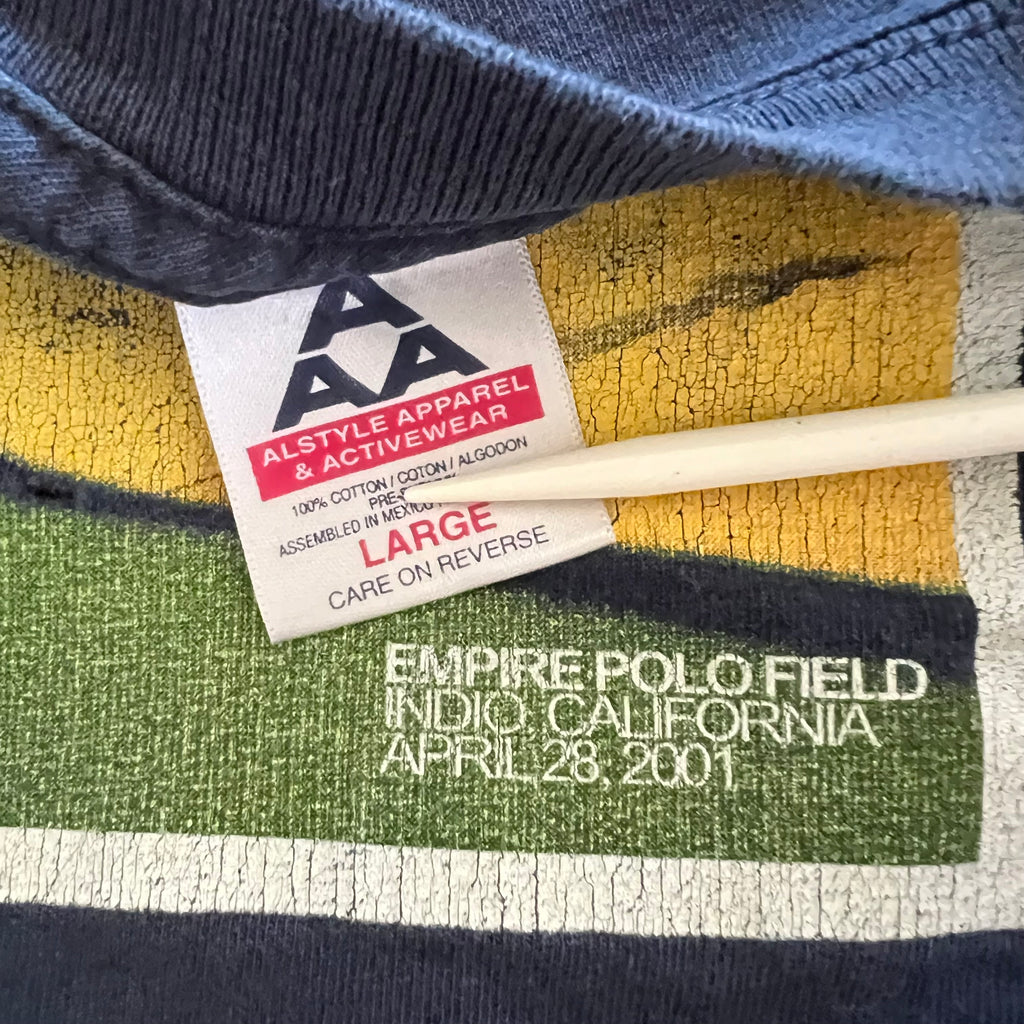 A
AA
ALSTYLE APPAREL
& ACTIVEWEAR
100% COTTON / COTON / ALGODON
ASSEMBLED IN MEXICO
LARGE
CARE ON REVERSE
EMPIRE POLO FIELD
INDIO, CALIFORNIA
APRIL 28, 2001